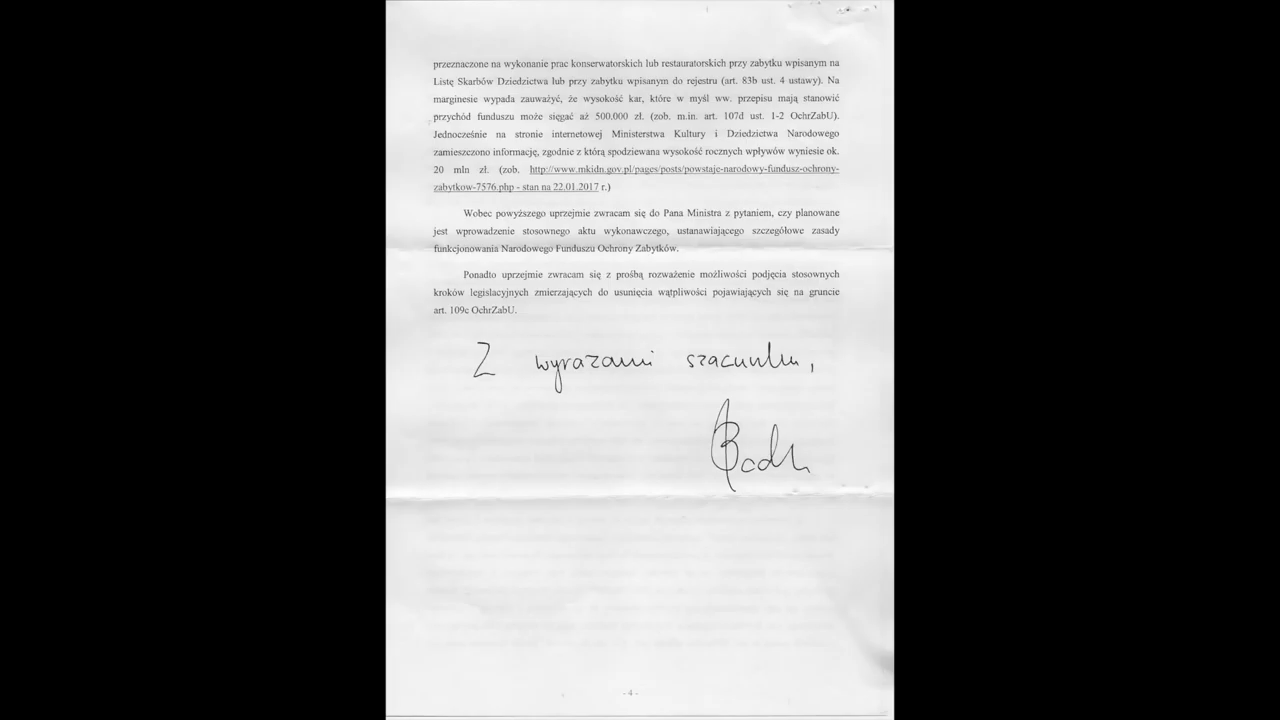 przeznaczone na wykonanie prac konserwatorskich lub restauratorskich przy zabytku wpisanym na
Listę Skarbów Dziedzictwa lub przy zabytku wpisanym do rejestru (art. 83b ust. 4 ustawy). Na
marginesie wypada zauważyć, że wysokość kar, które w myśl ww. przepisu mają stanowić
przychód funduszu może sięgać aż 500.000 zł. (zob. m.in. art. 107d ust. 1-2 OchrZabU).
Jednocześnie na stronie internetowej Ministerstwa Kultury i Dziedzictwa Narodowego
zamieszczono informację, zgodnie z którą spodziewana wysokość rocznych wpływów wyniesie ok.
20 mln zł. (zob. http://www.mkidn.gov.pl/pages/posts/powstaje-narodowy-fundusz-ochrony-
zabytkow-7576.php - stan na 22.01.2017 r.)
Wobec powyższego uprzejmie zwracam się do Pana Ministra z pytaniem, czy planowane
jest wprowadzenie stosownego aktu wykonawczego, ustanawiającego szczegółowe zasady
funkcjonowania Narodowego Funduszu Ochrony Zabytków.
Ponadto uprzejmie zwracam się z prośbą rozważenie możliwości podjęcia stosownych
kroków legislacyjnych zmierzających do usunięcia wątpliwości pojawiających się na gruncie
art. 109c OchrZabU.
Z wyrazami szacunku,
- 4 -